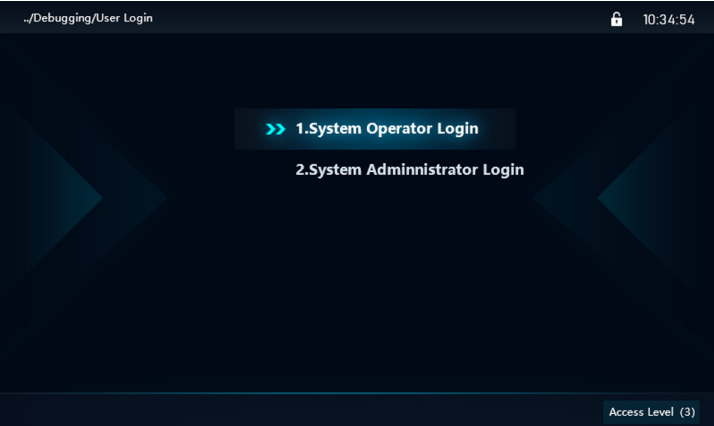 ../Debugging/User Login
10:34:54
1.System Operator Login
2.System Adminnistrator Login
Access Level (3)